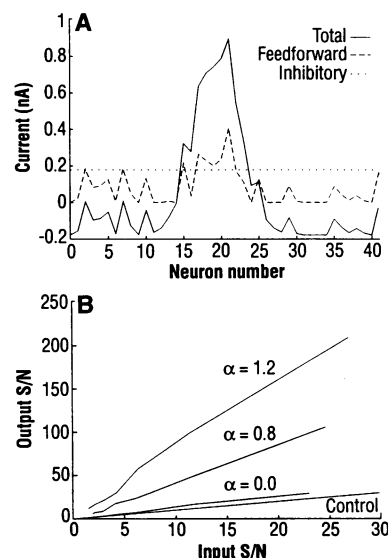 A
Total
Feedforward
Inhibitory
Current (nA)
1
0.8
0.6
0.4
0.2
0
-0.2
0 5 10 15 20 25 30 35 40
Neuron number
B
Output S/N
250
200
150
100
50
0
α = 1.2
α = 0.8
α = 0.0
Control
0 5 10 15 20 25 30
Input S/N